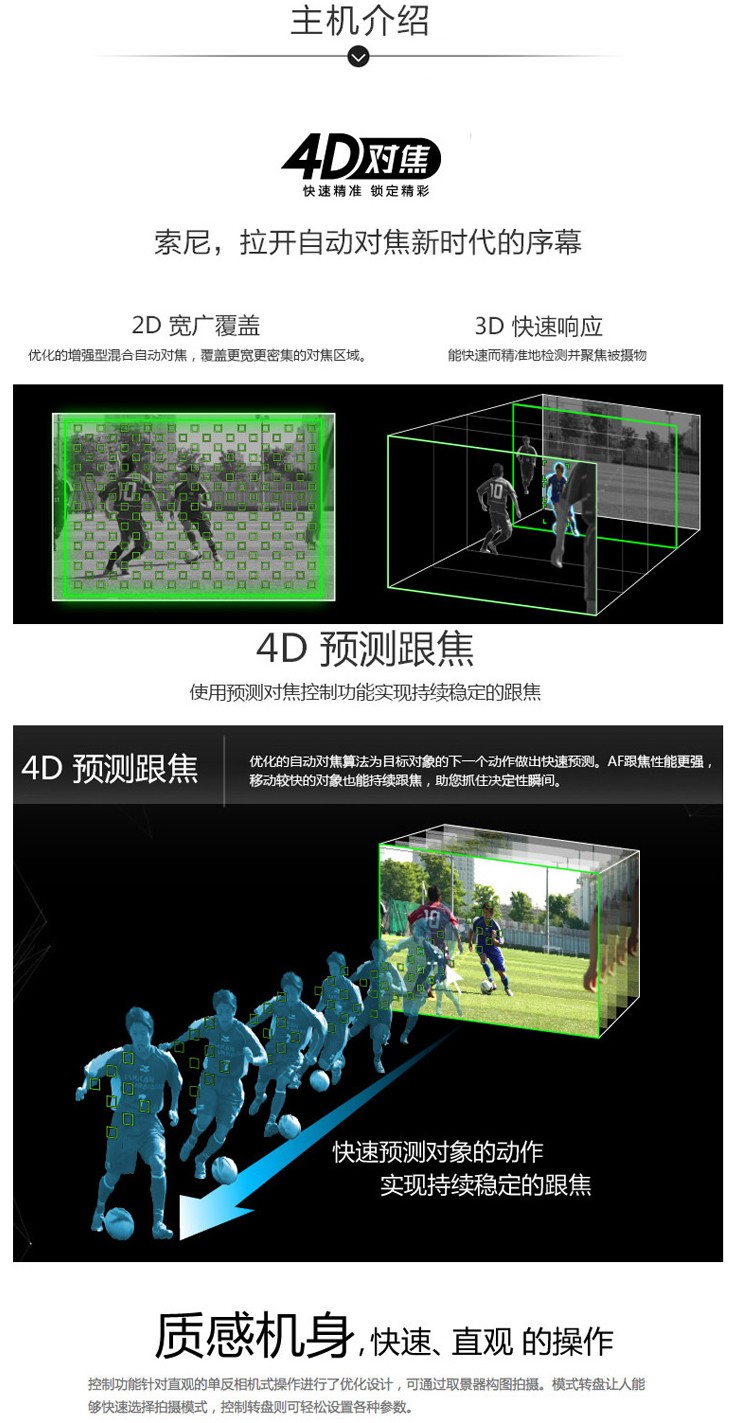 主机介绍
4D对焦
快速精准 锁定精彩
索尼，拉开自动对焦新时代的序幕
2D 宽广覆盖
优化的增强型混合自动对焦，覆盖更宽更密集的对焦区域。
3D 快速响应
能快速而精准地检测并聚焦被摄物
10
10
4D 预测跟焦
使用预测对焦控制功能实现持续稳定的跟焦
4D 预测跟焦
优化的自动对焦算法为目标对象的下一个动作做出快速预测。AF跟焦性能更强，
移动较快的对象也能持续跟焦，助您抓住决定性瞬间。
10
快速预测对象的动作
实现持续稳定的跟焦
质感机身,快速、直观 的操作
控制功能针对直观的单反相机式操作进行了优化设计，可通过取景器构图拍摄。模式转盘让人能
够快速选择拍摄模式，控制转盘则可轻松设置各种参数。